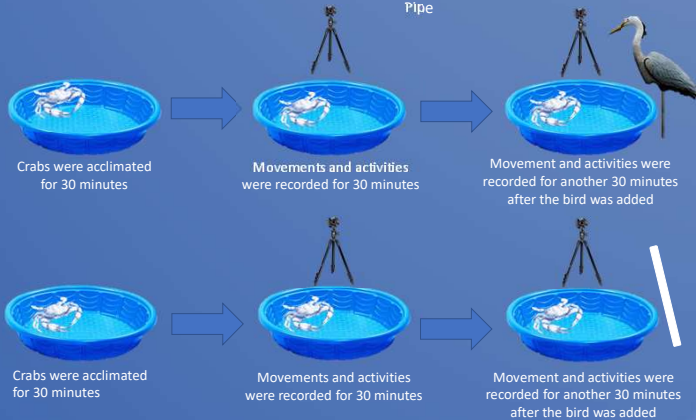 Pipe
Crabs were acclimated
for 30 minutes
Movements and activities
were recorded for 30 minutes
Movement and activities were
recorded for another 30 minutes
after the bird was added
Crabs were acclimated
for 30 minutes
Movements and activities
were recorded for 30 minutes
Movement and activities were
recorded for another 30 minutes
after the bird was added